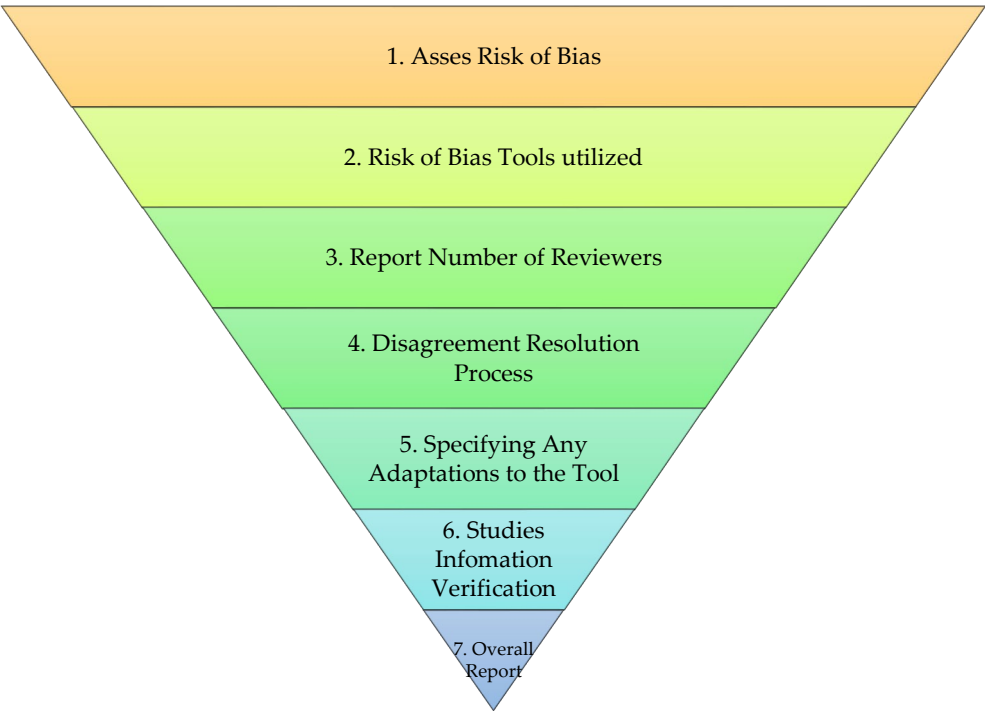 1. Asses Risk of Bias
2. Risk of Bias Tools utilized
3. Report Number of Reviewers
4. Disagreement Resolution
Process
5. Specifying Any
Adaptations to the Tool
6. Studies
Infomation
Verification
7. Overall
Report